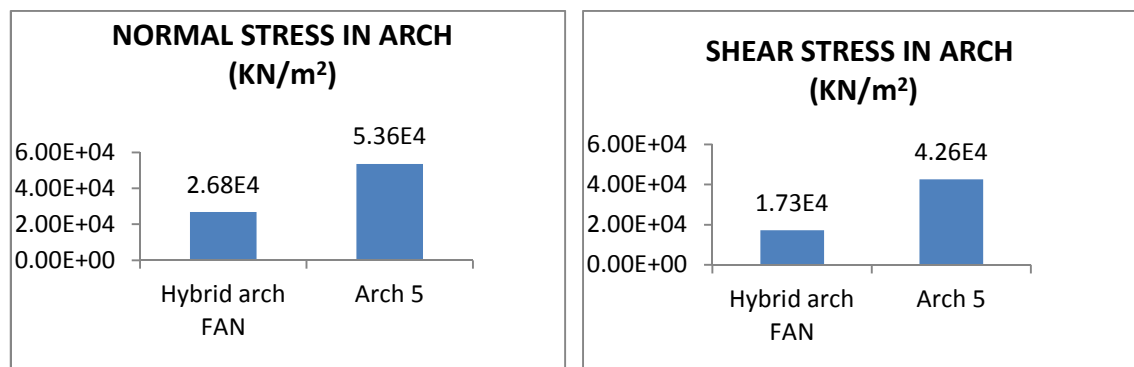 NORMAL STRESS IN ARCH
(KN/m²)
6.00E+04
4.00E+04
2.00E+04
0.00E+00
2.68E4
5.36E4
Hybrid arch
FAN
Arch 5
SHEAR STRESS IN ARCH
(KN/m²)
6.00E+04
4.00E+04
2.00E+04
0.00E+00
1.73E4
4.26E4
Hybrid arch
FAN
Arch 5